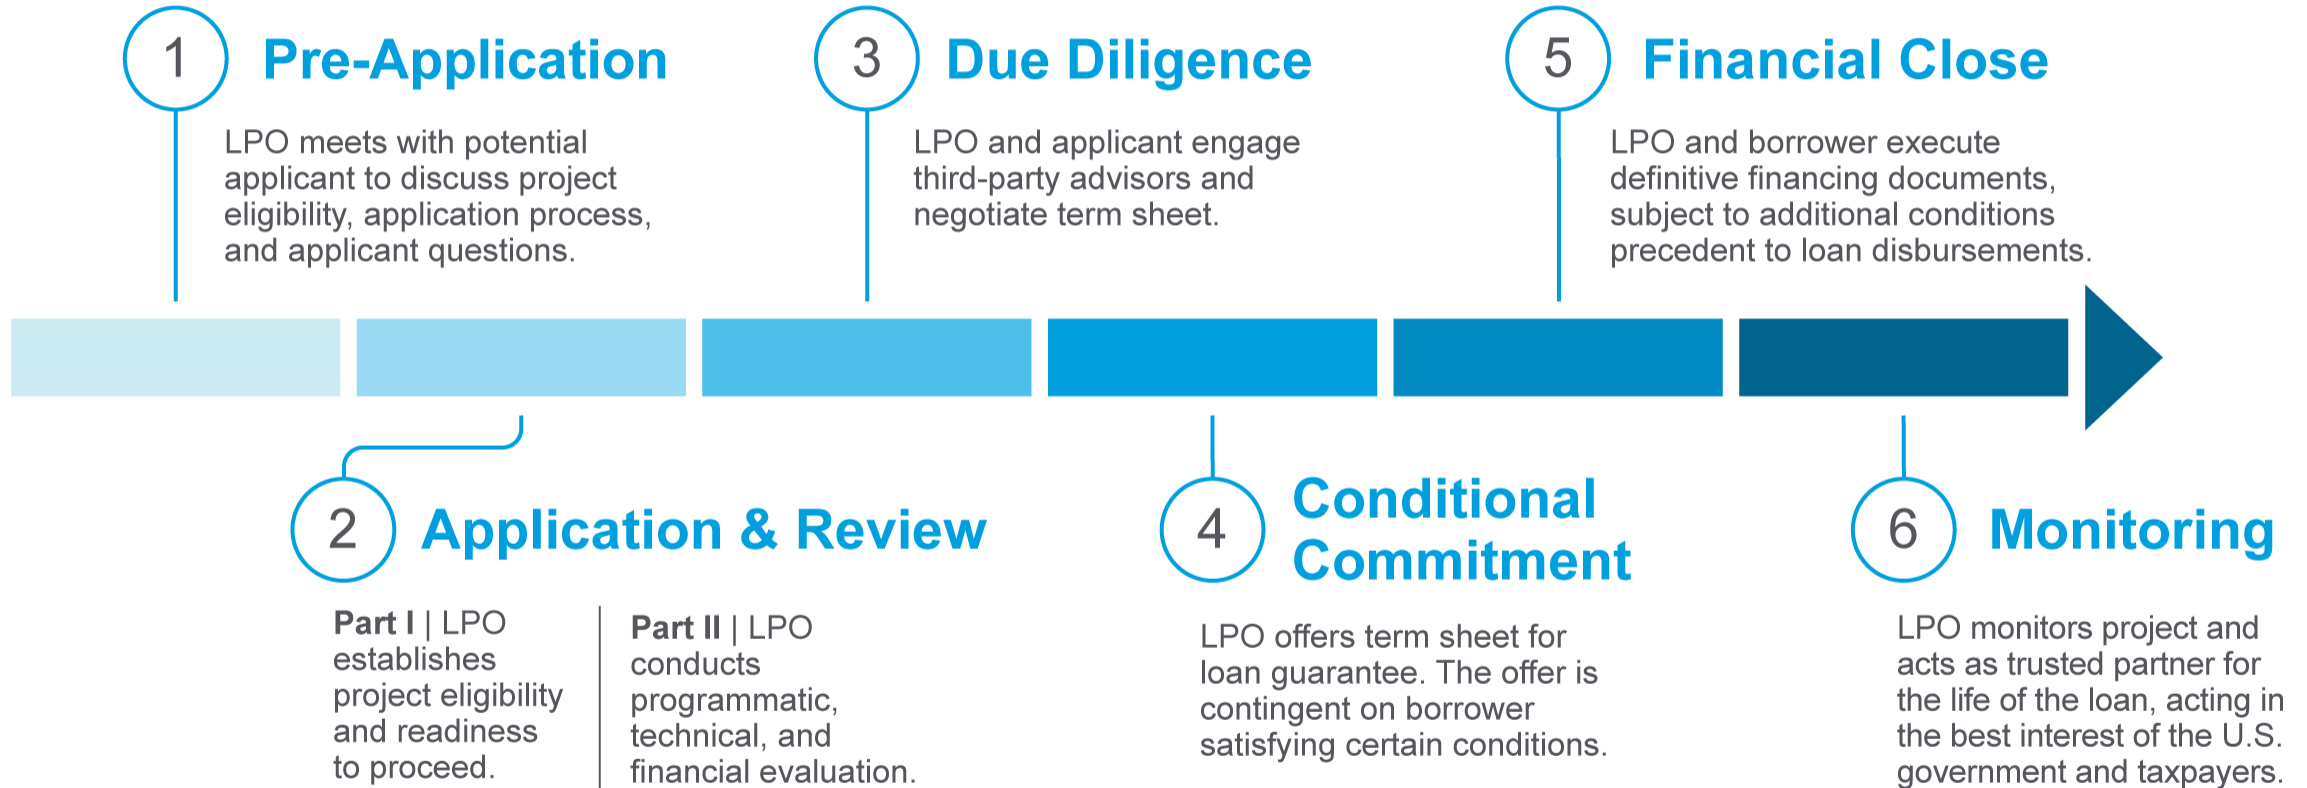 1
Pre-Application
LPO meets with potential
applicant to discuss project
eligibility, application process,
and applicant questions.
2
Application & Review
Part I | LPO
establishes
project eligibility
and readiness
to proceed.
Part II | LPO
conducts
programmatic,
technical, and
financial evaluation.
3
Due Diligence
LPO and applicant engage
third-party advisors and
negotiate term sheet.
4
Conditional
Commitment
LPO offers term sheet for
loan guarantee. The offer is
contingent on borrower
satisfying certain conditions.
5
Financial Close
LPO and borrower execute
definitive financing documents,
subject to additional conditions
precedent to loan disbursements.
6
Monitoring
LPO monitors project and
acts as trusted partner for
the life of the loan, acting in
the best interest of the U.S.
government and taxpayers.